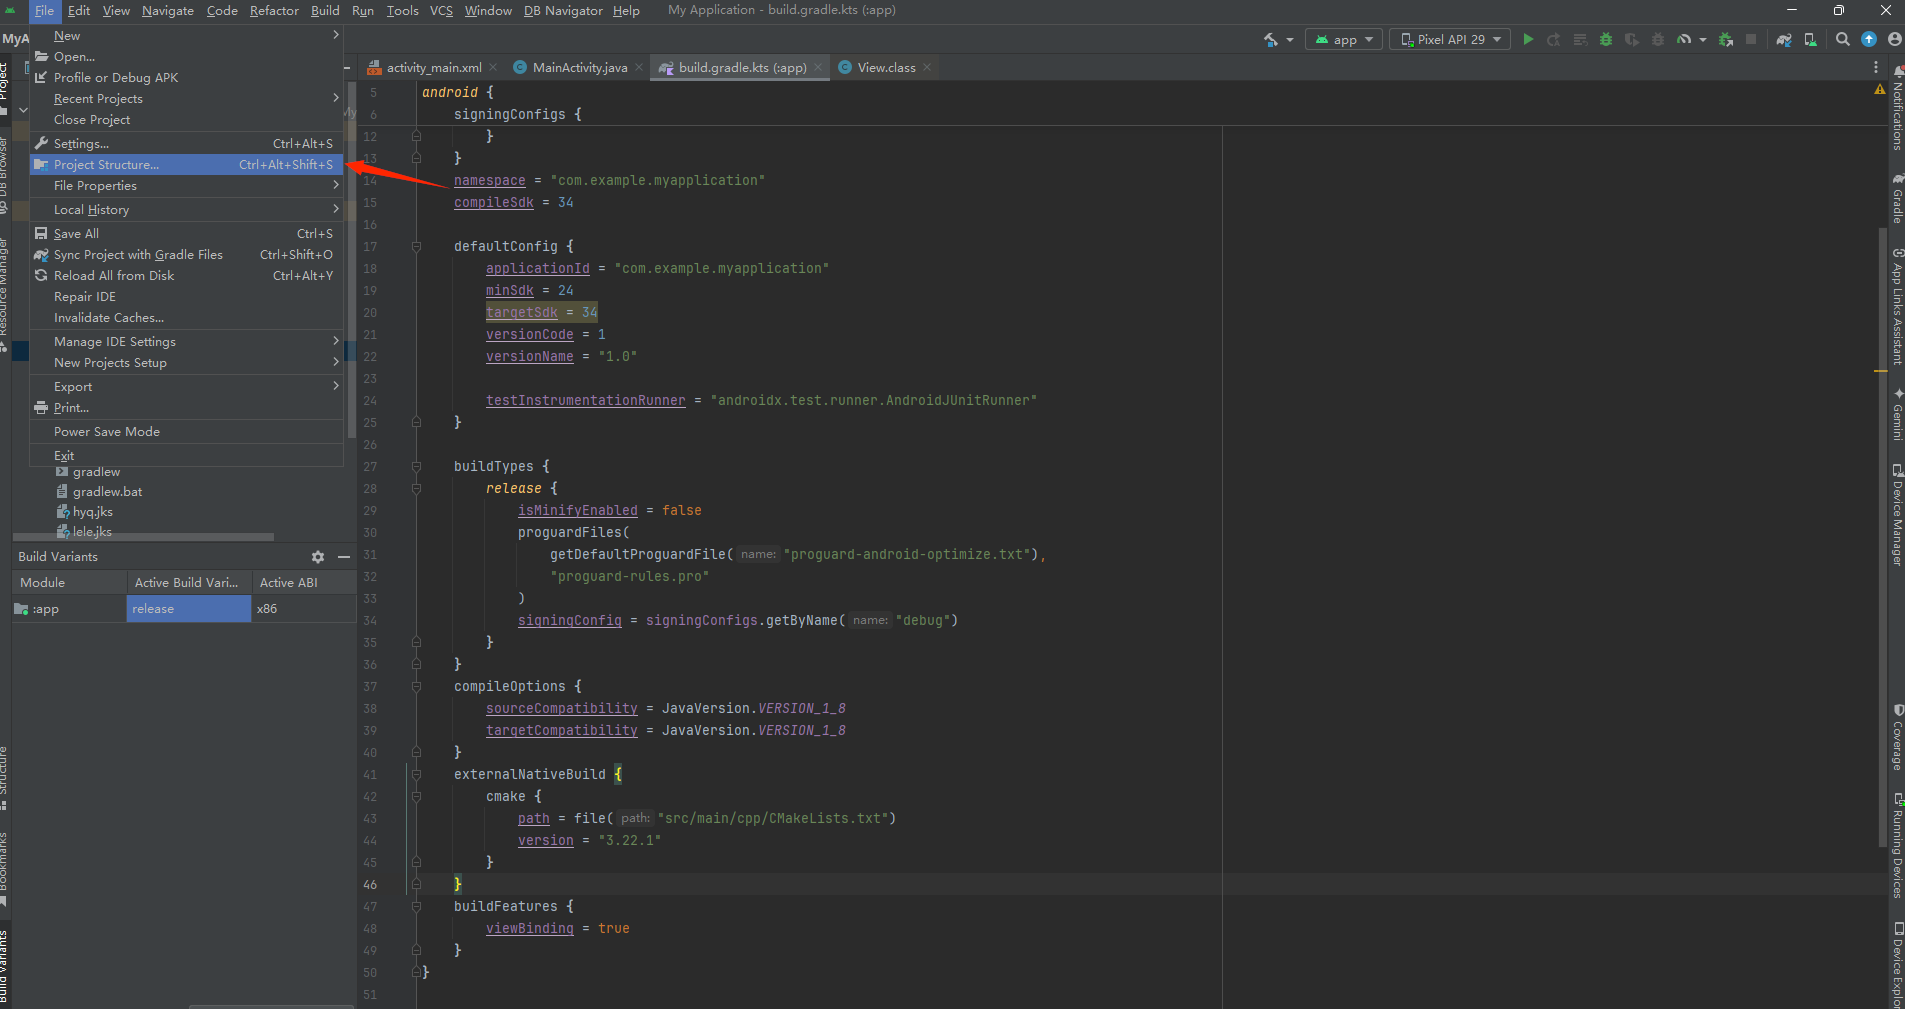 File Edit View Navigate Code Refactor Build Run Tools VCS Window DB Navigator Help My Application - build.gradle.kts (:app)
MyA
app Pixel API 29
New
Open...
Profile or Debug APK
Recent Projects
Close Project
Settings... Ctrl+Alt+S
Project Structure... Ctrl+Alt+Shift+S
File Properties
Local History
Save All Ctrl+S
Sync Project with Gradle Files Ctrl+Shift+O
Reload All from Disk Ctrl+Alt+Y
Repair IDE
Invalidate Caches...
Manage IDE Settings
New Projects Setup
Export
Print...
Power Save Mode
Exit
gradlew
gradlew.bat
hyq.jks
lele.jks
Build Variants
Module Active Build Vari... Active ABI
:app release x86
Project
DB Browser
Resource Manager
Structure
Bookmarks
Build Variants
My
activity_main.xml MainActivity.java build.gradle.kts (:app) View.class
5 android {
6 signingConfigs {
12 }
13 }
14 namespace = "com.example.myapplication"
15 compileSdk = 34
16
17 defaultConfig {
18 applicationId = "com.example.myapplication"
19 minSdk = 24
20 targetSdk = 34
21 versionCode = 1
22 versionName = "1.0"
23
24 testInstrumentationRunner = "androidx.test.runner.AndroidJUnitRunner"
25 }
26
27 buildTypes {
28 release {
29 isMinifyEnabled = false
30 proguardFiles(
31 getDefaultProguardFile( name: "proguard-android-optimize.txt"),
32 "proguard-rules.pro"
33 )
34 signingConfig = signingConfigs.getByName( name: "debug")
35 }
36 }
37 compileOptions {
38 sourceCompatibility = JavaVersion.VERSION_1_8
39 targetCompatibility = JavaVersion.VERSION_1_8
40 }
41 externalNativeBuild {
42 cmake {
43 path = file( path: "src/main/cpp/CMakeLists.txt")
44 version = "3.22.1"
45 }
46 }
47 buildFeatures {
48 viewBinding = true
49 }
50 }
51
Notifications
Gradle
App Links Assistant
Gemini
Device Manager
Coverage
Running Devices
Device Explor